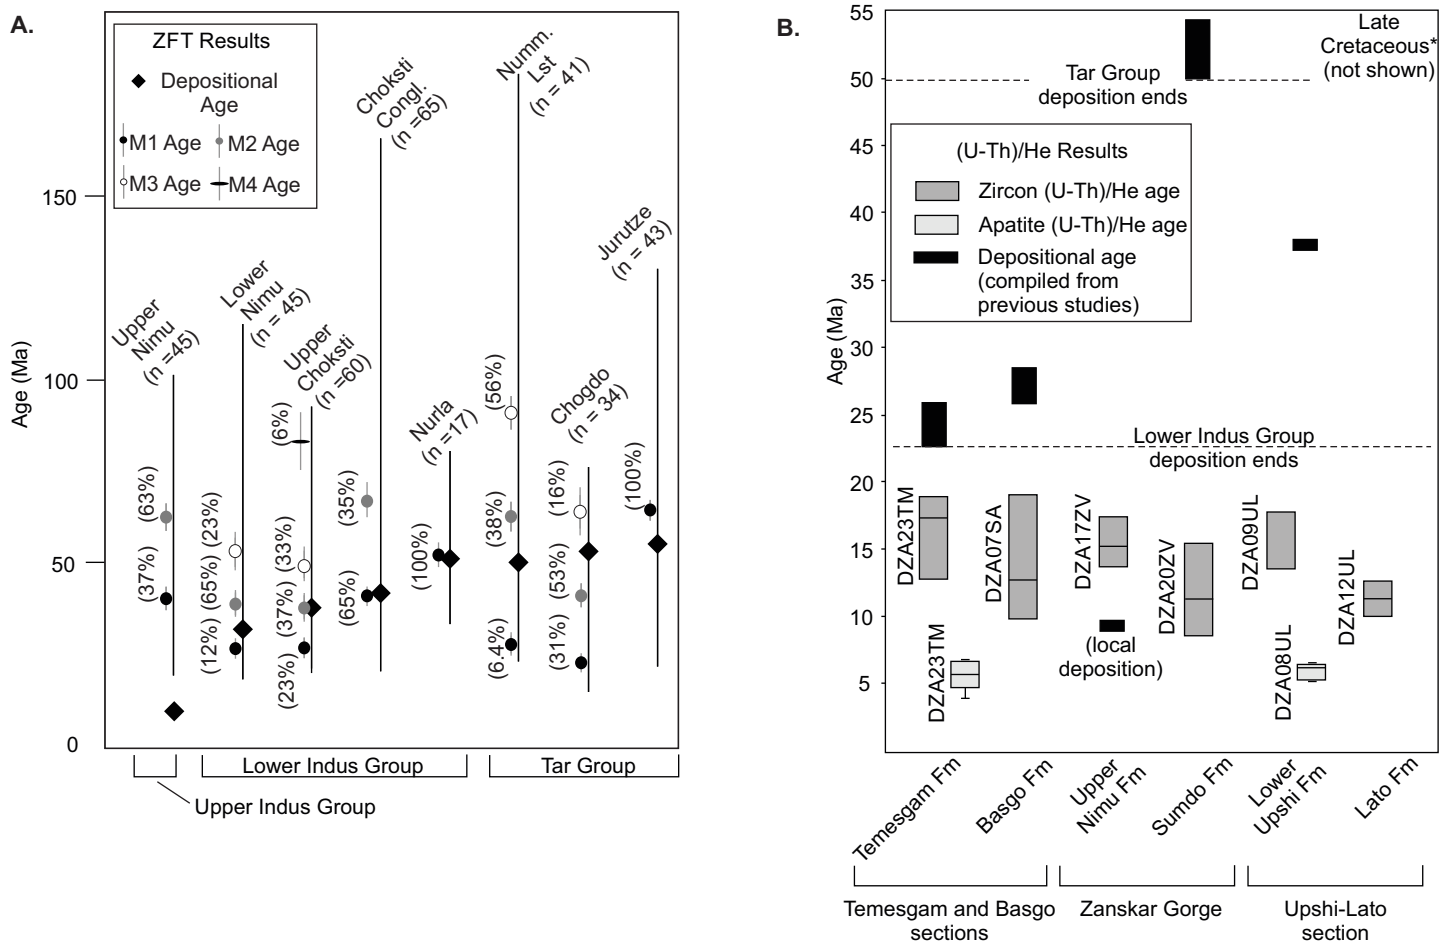 A.
ZFT Results
Depositional
Age
M1 Age
M2 Age
M3 Age
M4 Age
Age (Ma)
150
100
50
0
Upper
Nimu
(n =45)
(63%)
(37%)
Lower
Nimu
(n = 45)
(23%)
(65%)
(12%)
Upper
Choksti
(n =60)
(6%)
(33%)
(37%)
(23%)
Choksti
Congl.
(n =65)
(35%)
(65%)
Nurla
(n =17)
(100%)
Numm.
Lst
(n = 41)
(56%)
(38%)
(6.4%)
Chogdo
(n = 34)
(16%)
(53%)
(31%)
Jurutze
(n = 43)
(100%)
Lower Indus Group
Tar Group
Upper Indus Group
B.
Age (Ma)
55
50
45
40
35
30
25
20
15
10
5
Late
Cretaceous*
(not shown)
Tar Group
deposition ends
(U-Th)/He Results
Zircon (U-Th)/He age
Apatite (U-Th)/He age
Depositional age
(compiled from
previous studies)
Lower Indus Group
deposition ends
DZA23TM
DZA23TM
DZA07SA
DZA17ZV
(local
deposition)
DZA20ZV
DZA09UL
DZA08UL
DZA12UL
Temesgam Fm
Basgo Fm
Upper
Nimu Fm
Sumdo Fm
Lower
Upshi Fm
Lato Fm
Temesgam and Basgo
sections
Zanskar Gorge
Upshi-Lato
section